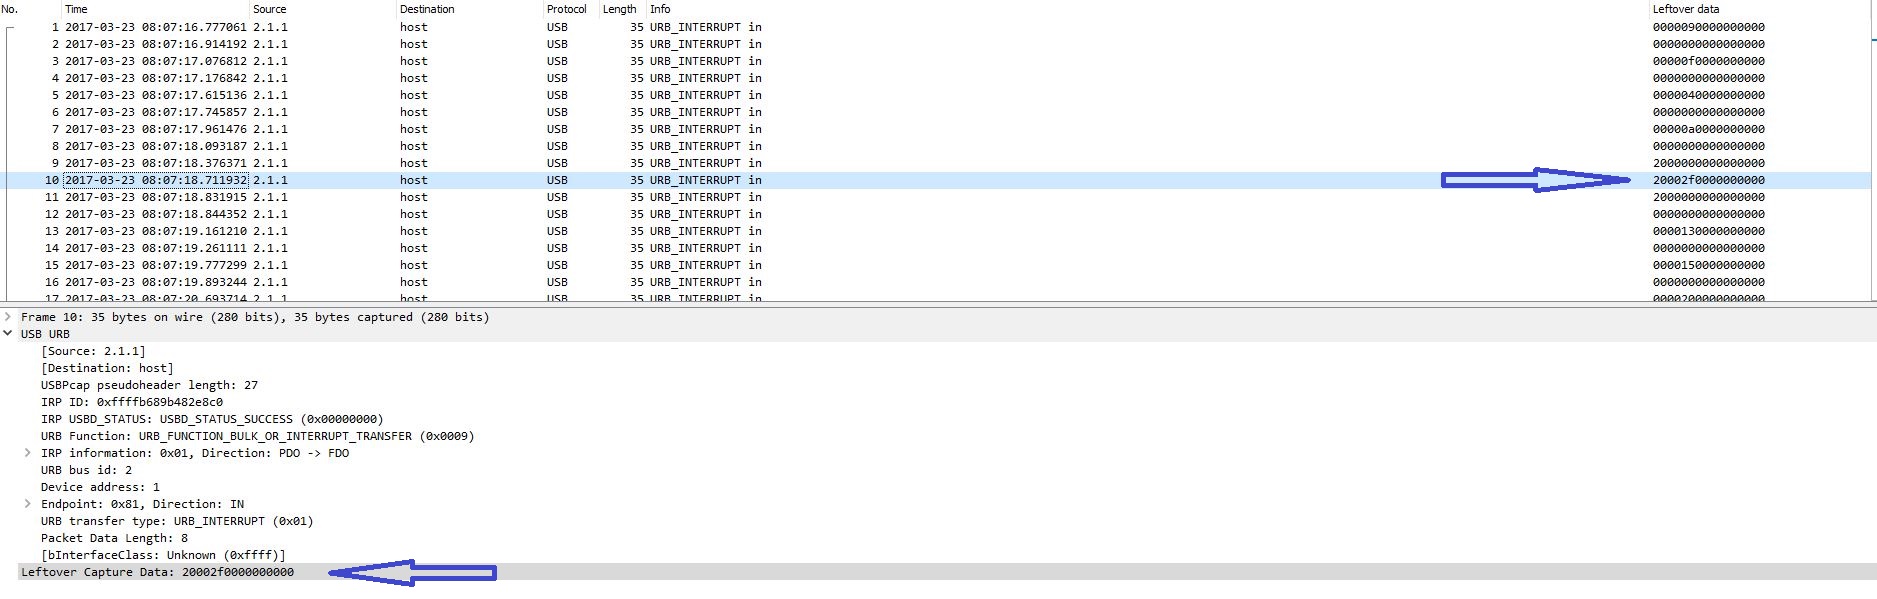 No. Time Source Destination Protocol Length Info Leftover data
1 2017-03-23 08:07:16.777061 2.1.1 host USB 35 URB_INTERRUPT in 0000090000000000
2 2017-03-23 08:07:16.914192 2.1.1 host USB 35 URB_INTERRUPT in 0000000000000000
3 2017-03-23 08:07:17.076812 2.1.1 host USB 35 URB_INTERRUPT in 00000f0000000000
4 2017-03-23 08:07:17.176842 2.1.1 host USB 35 URB_INTERRUPT in 0000000000000000
5 2017-03-23 08:07:17.615136 2.1.1 host USB 35 URB_INTERRUPT in 0000040000000000
6 2017-03-23 08:07:17.745857 2.1.1 host USB 35 URB_INTERRUPT in 0000000000000000
7 2017-03-23 08:07:17.961476 2.1.1 host USB 35 URB_INTERRUPT in 00000a0000000000
8 2017-03-23 08:07:18.093187 2.1.1 host USB 35 URB_INTERRUPT in 0000000000000000
9 2017-03-23 08:07:18.376371 2.1.1 host USB 35 URB_INTERRUPT in 2000000000000000
10 2017-03-23 08:07:18.711932 2.1.1 host USB 35 URB_INTERRUPT in 20002f0000000000
11 2017-03-23 08:07:18.831915 2.1.1 host USB 35 URB_INTERRUPT in 2000000000000000
12 2017-03-23 08:07:18.844352 2.1.1 host USB 35 URB_INTERRUPT in 0000000000000000
13 2017-03-23 08:07:19.161210 2.1.1 host USB 35 URB_INTERRUPT in 0000130000000000
14 2017-03-23 08:07:19.261111 2.1.1 host USB 35 URB_INTERRUPT in 0000000000000000
15 2017-03-23 08:07:19.777299 2.1.1 host USB 35 URB_INTERRUPT in 0000150000000000
16 2017-03-23 08:07:19.893244 2.1.1 host USB 35 URB_INTERRUPT in 0000000000000000
17 2017-03-23 08:07:20.693714 2.1.1 host USB 35 URB_INTERRUPT in 0000200000000000
Frame 10: 35 bytes on wire (280 bits), 35 bytes captured (280 bits)
USB URB
[Source: 2.1.1]
[Destination: host]
USBPcap pseudoheader length: 27
IRP ID: 0xffffb689b482e8c0
IRP USBD_STATUS: USBD_STATUS_SUCCESS (0x00000000)
URB Function: URB_FUNCTION_BULK_OR_INTERRUPT_TRANSFER (0x0009)
IRP information: 0x01, Direction: PDO -> FDO
URB bus id: 2
Device address: 1
Endpoint: 0x81, Direction: IN
URB transfer type: URB_INTERRUPT (0x01)
Packet Data Length: 8
[bInterfaceClass: Unknown (0xffff)]
Leftover Capture Data: 20002f0000000000